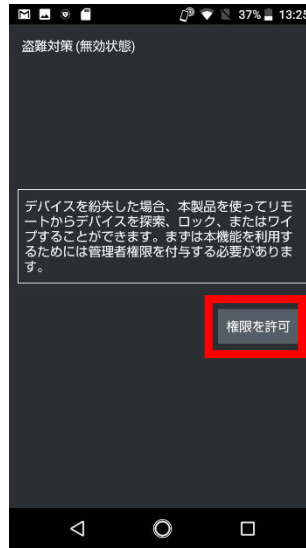 37% 13:25
盗難対策 (無効状態)
デバイスを紛失した場合、本製品を使ってリモ
ートからデバイスを探索、ロック、またはワイ
プすることができます。まずは本機能を利用す
るためには管理者権限を付与する必要がありま
す。
権限を許可